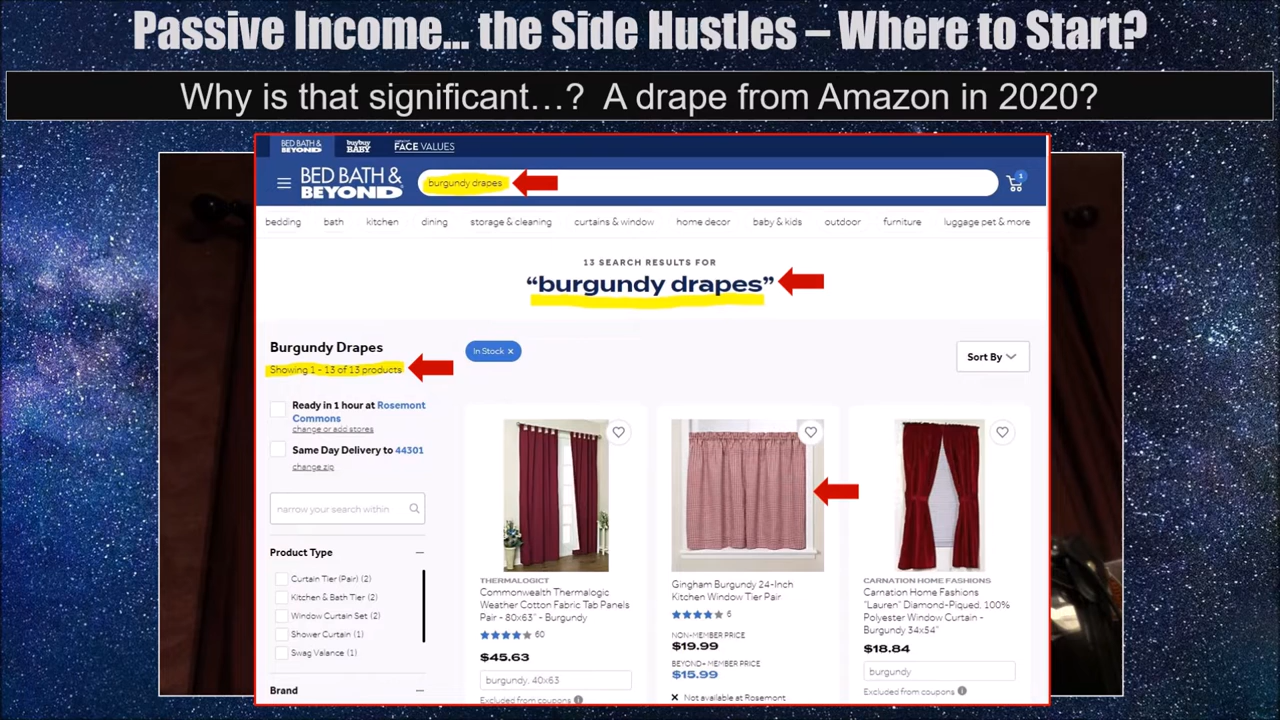 Passive Income... the Side Hustles – Where to Start?
Why is that significant...? A drape from Amazon in 2020?
BED BATH & BEYOND
buybuy BABY
FACE VALUES
BED BATH & BEYOND
burgundy drapes
1
bedding bath kitchen dining storage & cleaning curtains & window home decor baby & kids outdoor furniture luggage pet & more
13 SEARCH RESULTS FOR
“burgundy drapes”
Burgundy Drapes
Showing 1 - 13 of 13 products
In Stock ×
Sort By
Ready in 1 hour at Rosemont
Commons
change or add stores
Same Day Delivery to 44301
change zip
narrow your search within
Product Type
Curtain Tier (Pair) (2)
Kitchen & Bath Tier (2)
Window Curtain Set (2)
Shower Curtain (1)
Swag Valance (1)
Brand
THERMALOGICT
Commonwealth Thermalogic
Weather Cotton Fabric Tab Panels
Pair - 80x63" - Burgundy
60
$45.63
burgundy, 40x63
Excluded from coupons
Gingham Burgundy 24-Inch
Kitchen Window Tier Pair
6
NON-MEMBER PRICE
$19.99
BEYOND+ MEMBER PRICE
$15.99
Not available at Rosemont
CARNATION HOME FASHIONS
Carnation Home Fashions
"Lauren" Diamond-Piqued, 100%
Polyester Window Curtain -
Burgundy 34x54"
$18.84
burgundy
Excluded from coupons